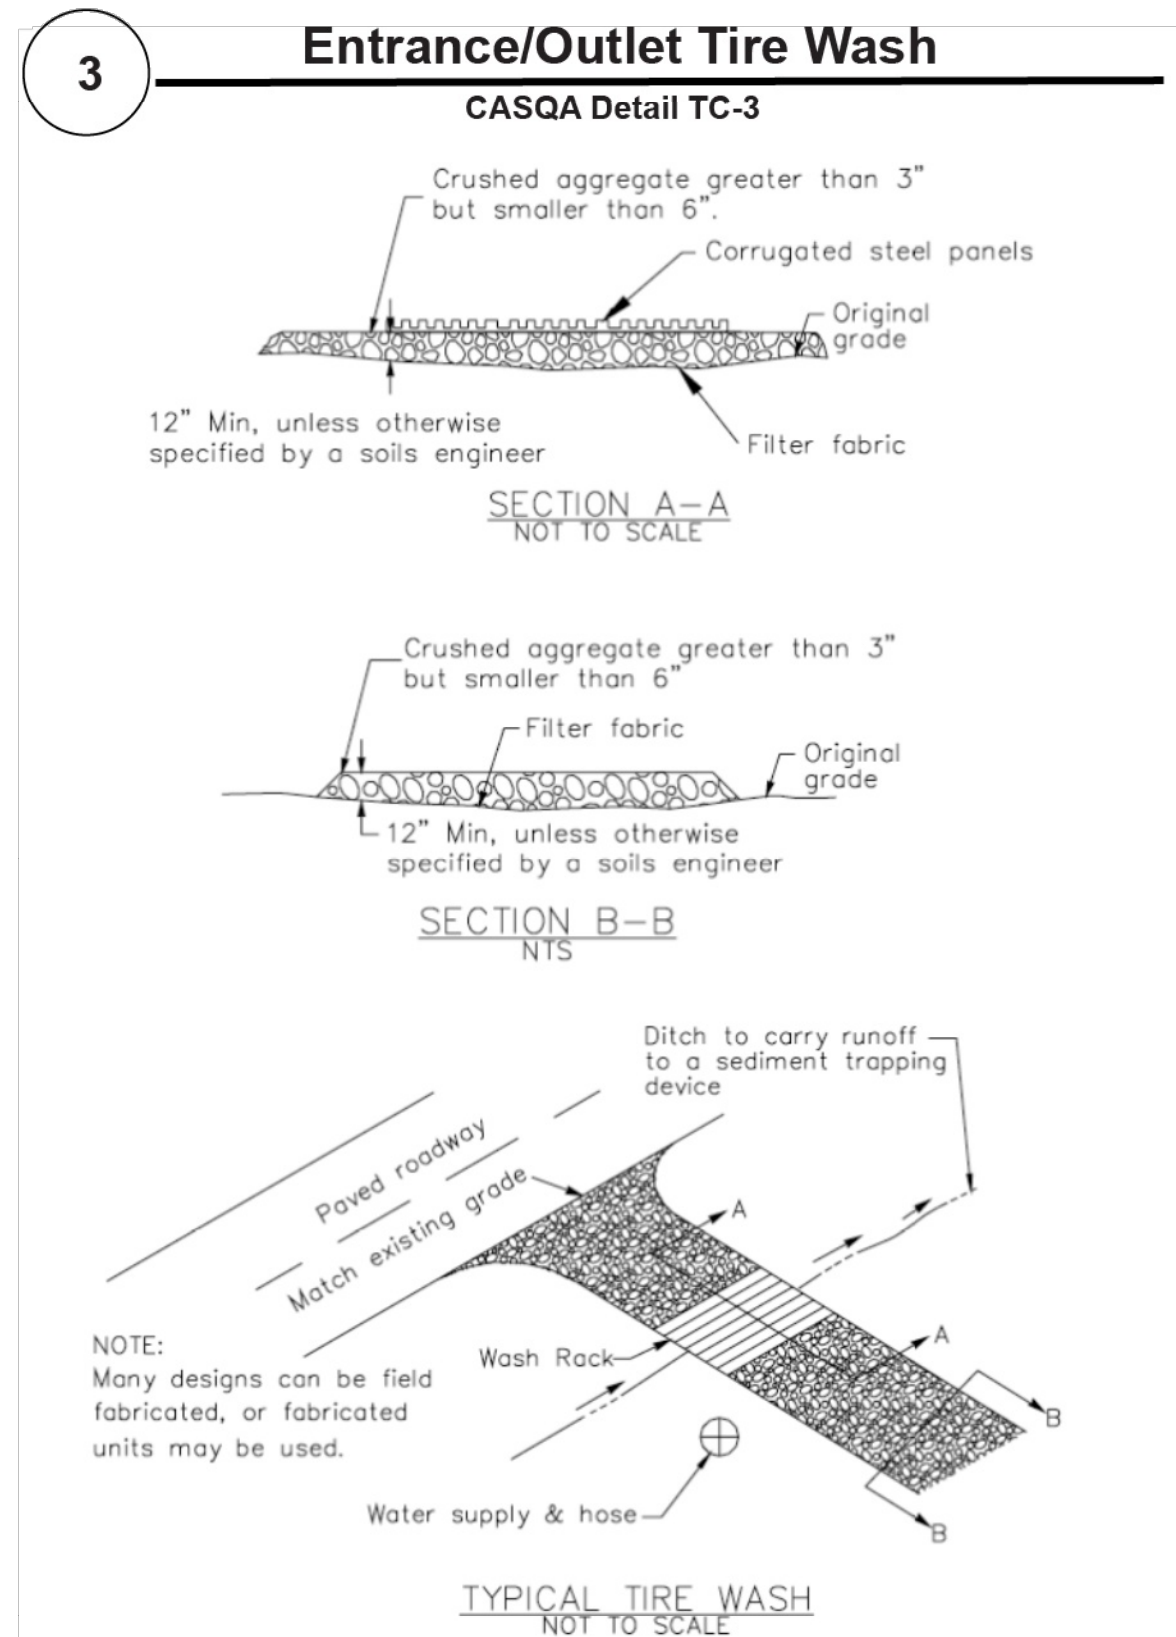 3
Entrance/Outlet Tire Wash
CASQA Detail TC-3
Crushed aggregate greater than 3"
but smaller than 6".
Corrugated steel panels
Original
grade
12" Min, unless otherwise
specified by a soils engineer
Filter fabric
SECTION A-A
NOT TO SCALE
Crushed aggregate greater than 3"
but smaller than 6"
Filter fabric
Original
grade
12" Min, unless otherwise
specified by a soils engineer
SECTION B-B
NTS
Ditch to carry runoff
to a sediment trapping
device
Paved roadway
Match existing grade
A
A
NOTE:
Many designs can be field
fabricated, or fabricated
units may be used.
Wash Rack
B
B
Water supply & hose
TYPICAL TIRE WASH
NOT TO SCALE